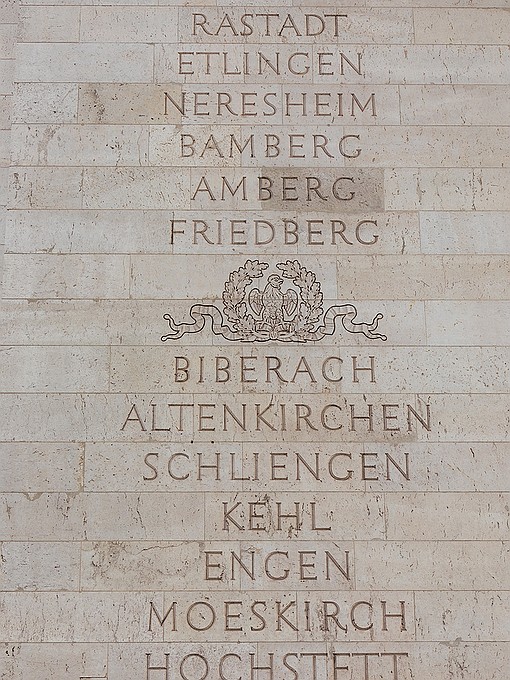 RASTADT
ETLINGEN
NERESHEIM
BAMBERG
AMBERG
FRIEDBERG
BIBERACH
ALTENKIRCHEN
SCHLIENGEN
KEHL
ENGEN
MOESKIRCH
HOCHSTETT